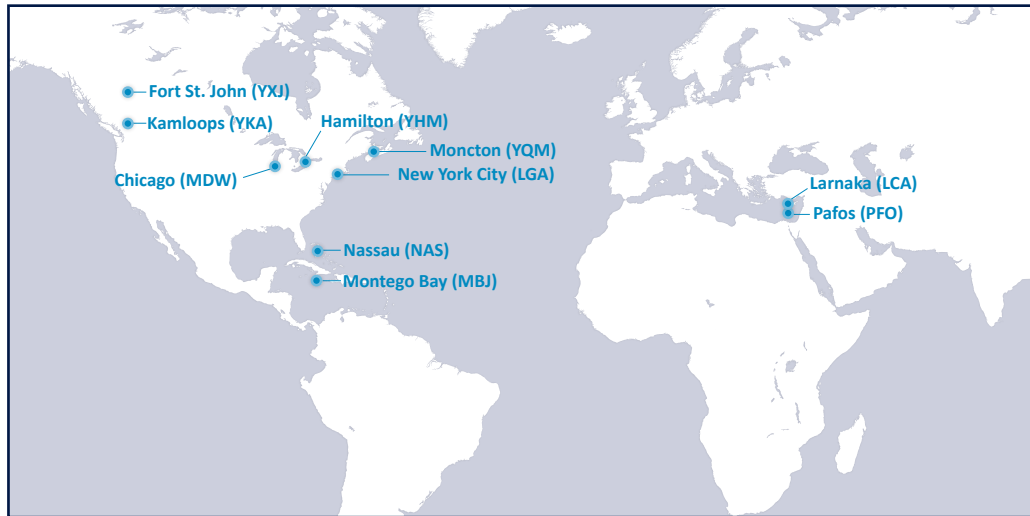 Fort St. John (YXJ)
Kamloops (YKA)
Hamilton (YHM)
Moncton (YQM)
Chicago (MDW)
New York City (LGA)
Larnaka (LCA)
Pafos (PFO)
Nassau (NAS)
Montego Bay (MBJ)